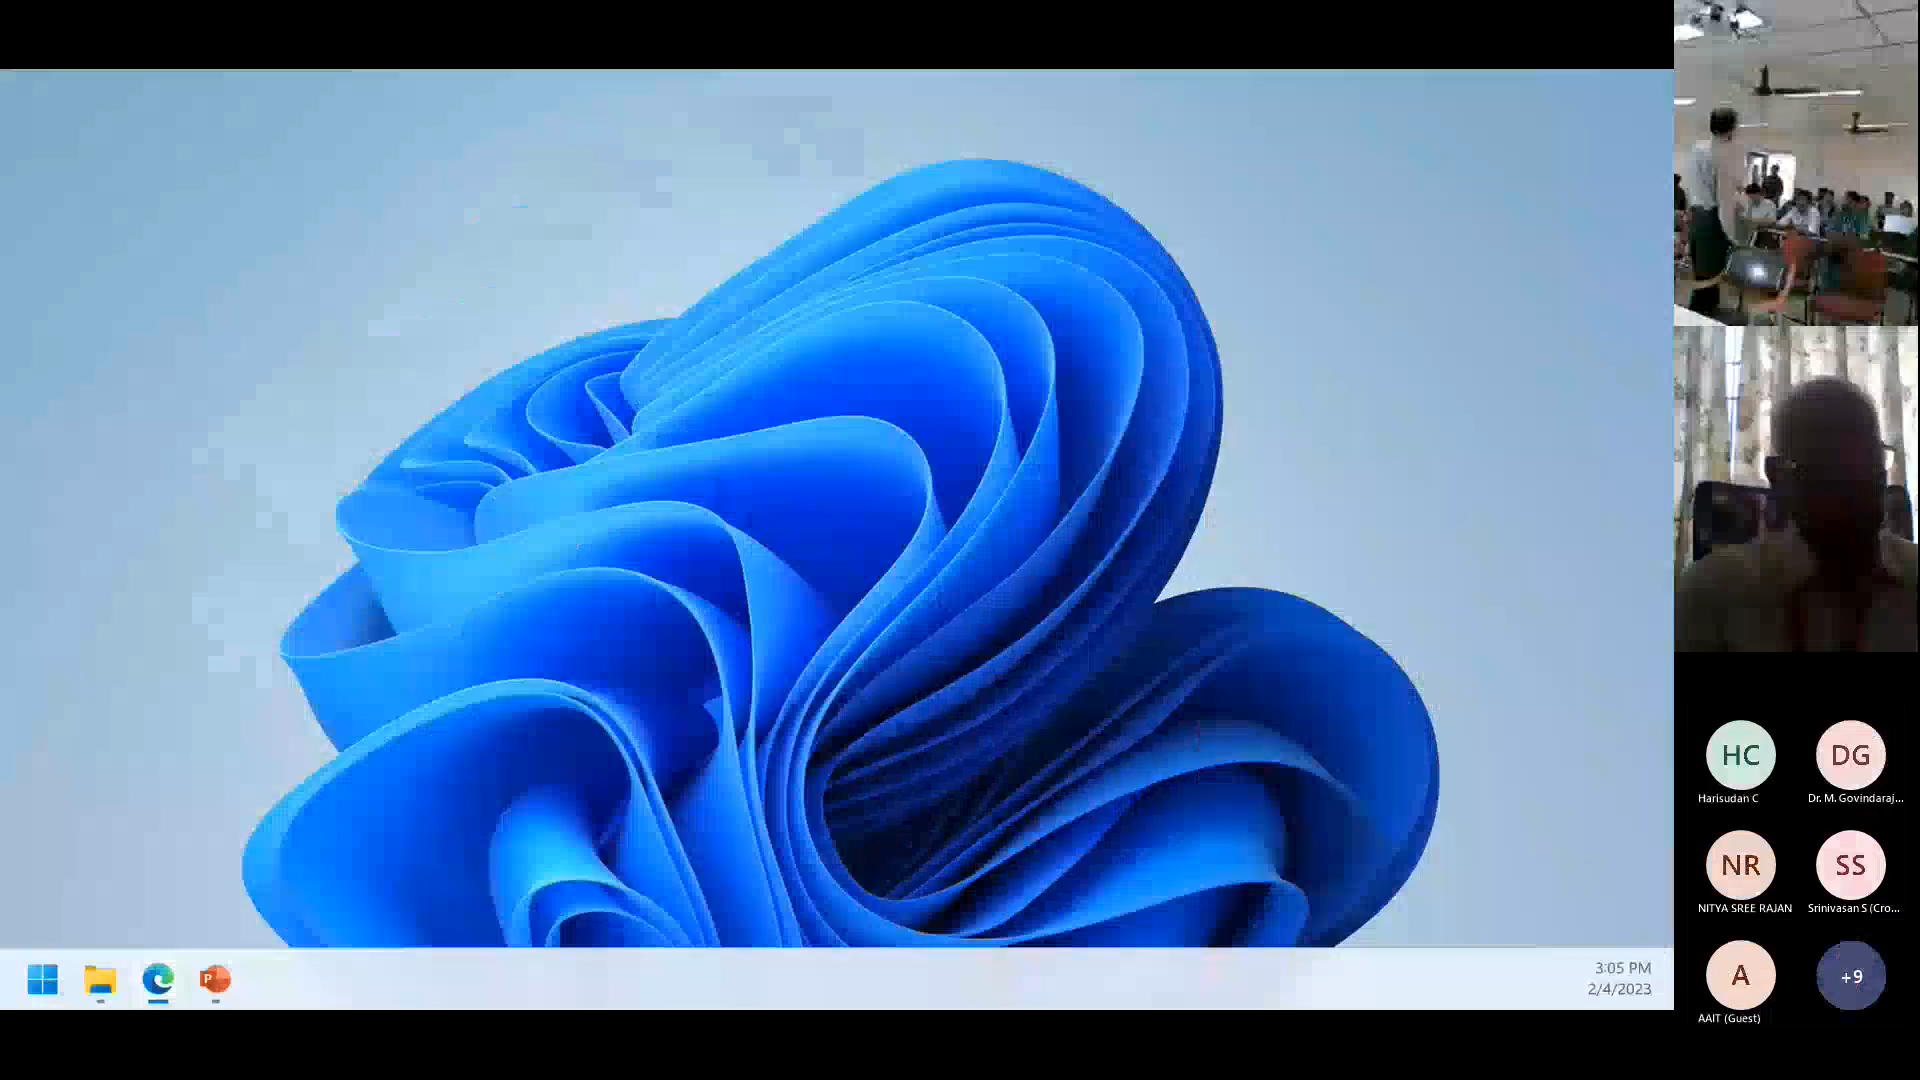 HC
DG
Harisudan C
Dr. M. Govindaraj...
NR
SS
NITYA SREE RAJAN
Srinivasan S (Cro...
A
+9
AAIT (Guest)
P
3:05 PM
2/4/2023